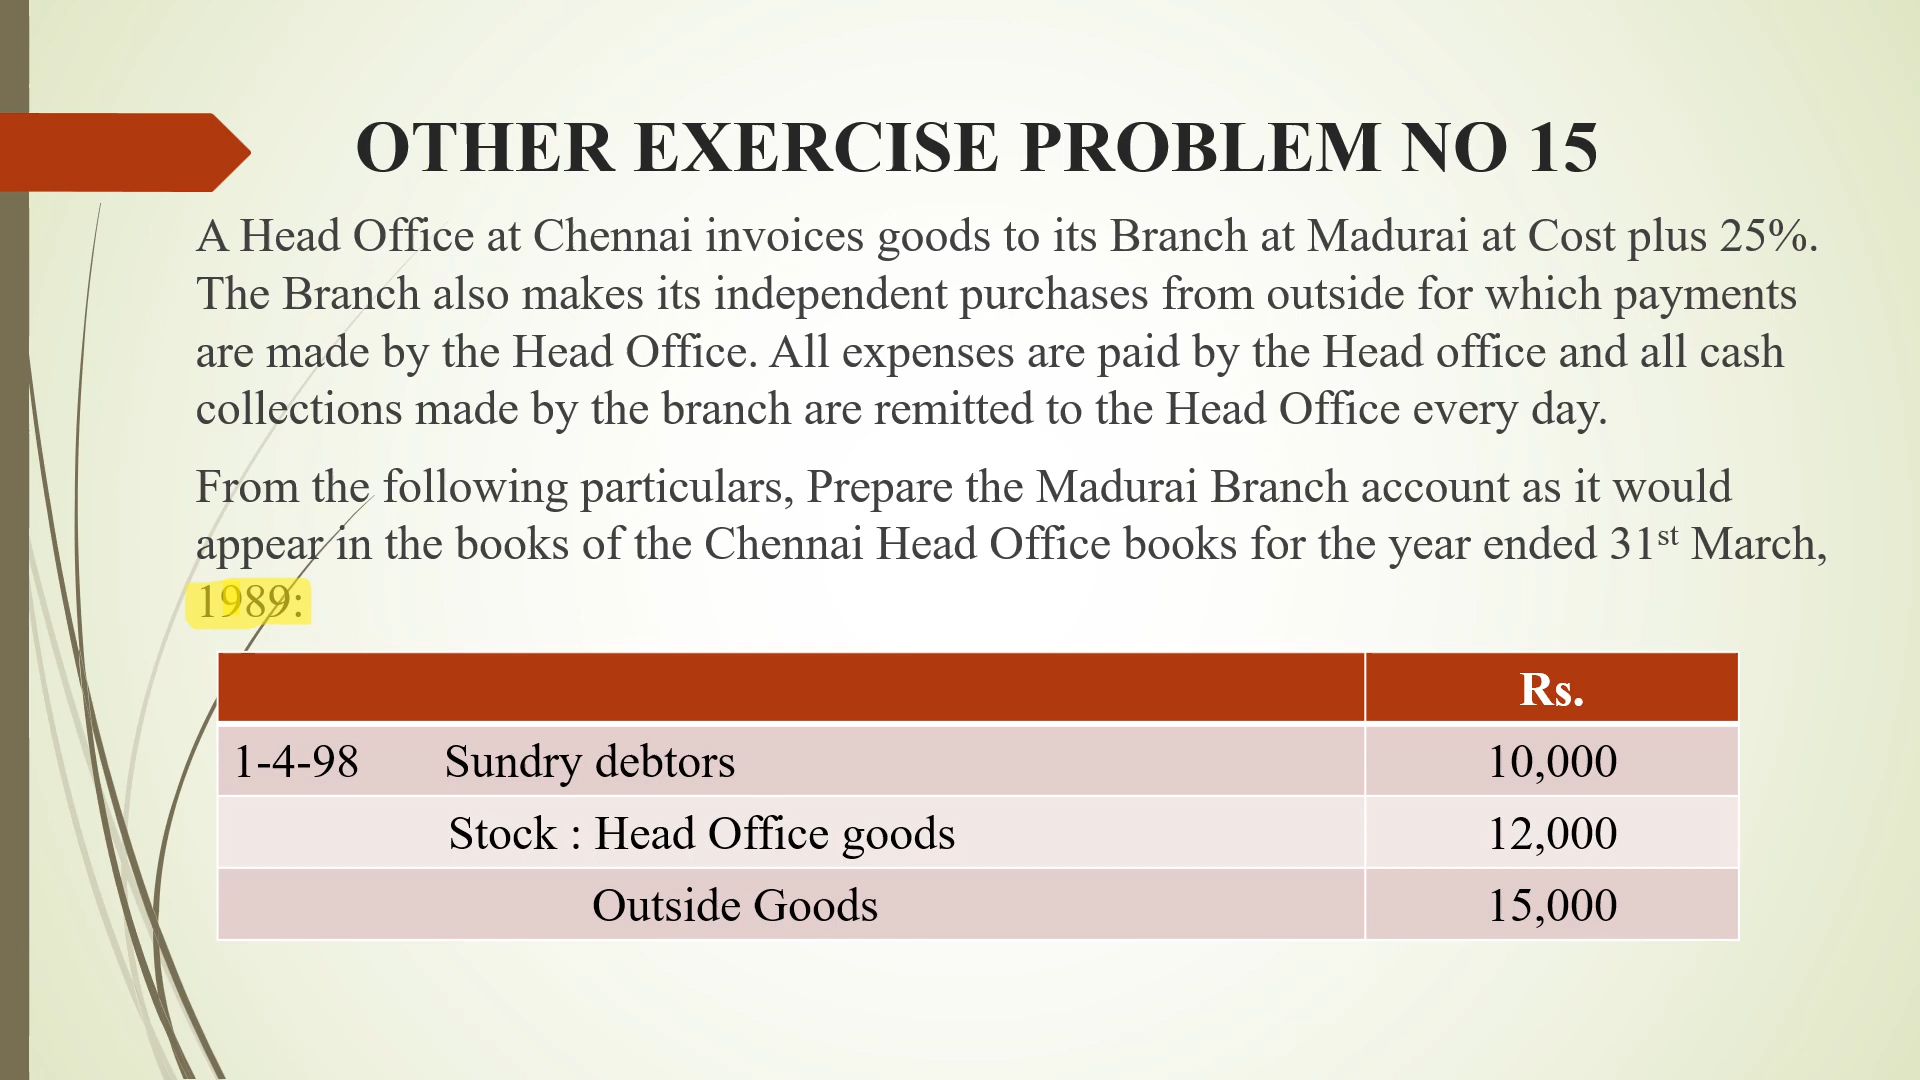 OTHER EXERCISE PROBLEM NO 15
A Head Office at Chennai invoices goods to its Branch at Madurai at Cost plus 25%.
The Branch also makes its independent purchases from outside for which payments
are made by the Head Office. All expenses are paid by the Head office and all cash
collections made by the branch are remitted to the Head Office every day.
From the following particulars, Prepare the Madurai Branch account as it would
appear in the books of the Chennai Head Office books for the year ended 31st March,
1989:
Rs.
1-4-98 Sundry debtors 10,000
Stock : Head Office goods 12,000
Outside Goods 15,000